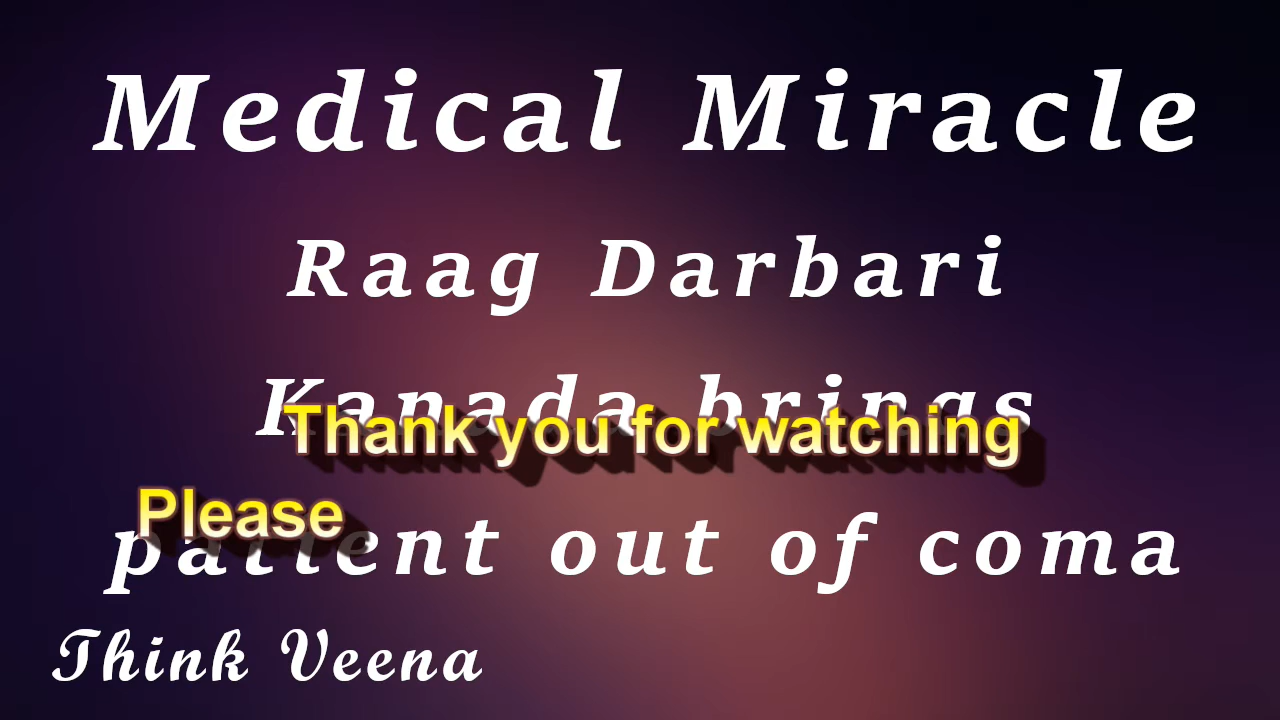 Medical Miracle
Raag Darbari
Kanada brings
Thank you for watching
Please
patient out of coma
Think Veena